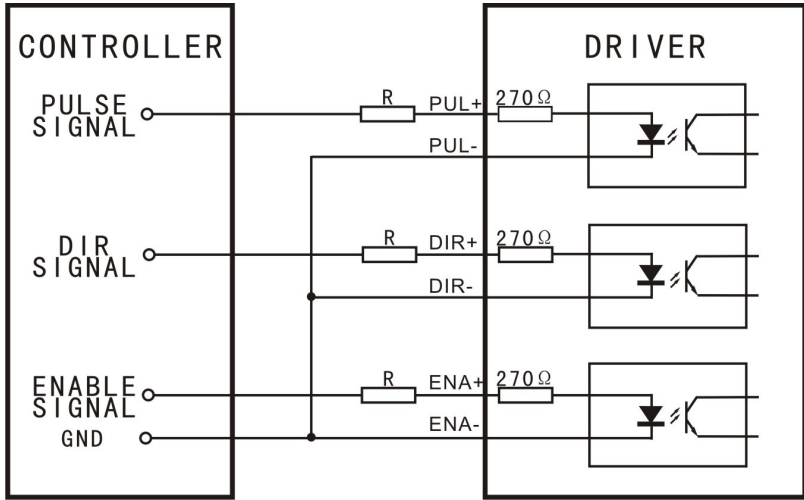 CONTROLLER
DRIVER
PULSE
SIGNAL
R
PUL+
270Ω
PUL-
DIR
SIGNAL
R
DIR+
270Ω
DIR-
ENABLE
SIGNAL
R
ENA+
270Ω
ENA-
GND